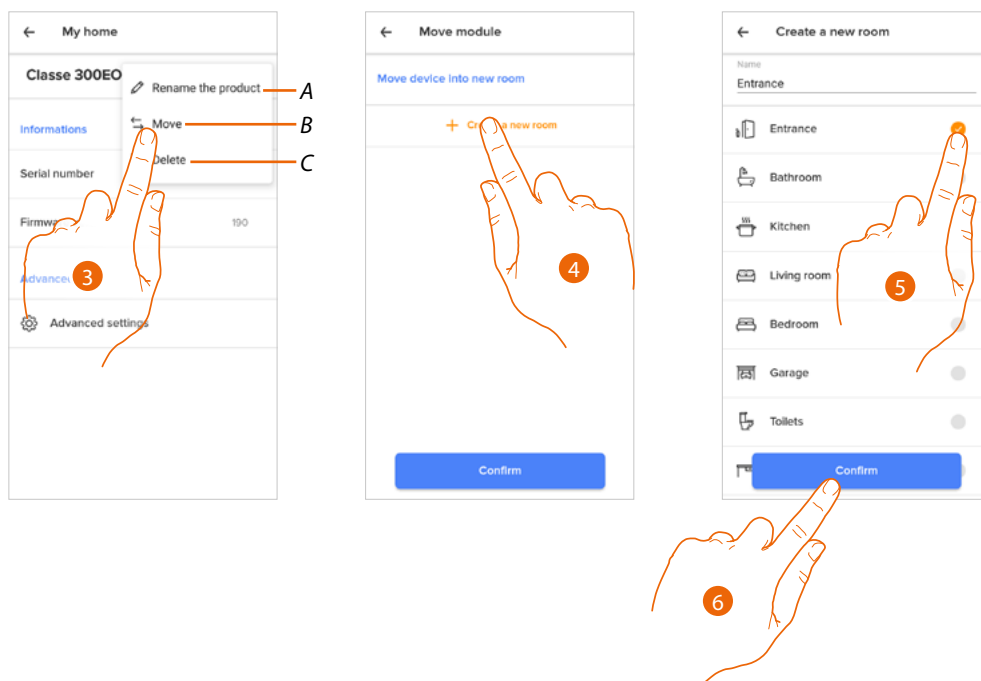 My home
Classe 300EO
Rename the product
A
Move
B
Delete
C
Informations
Serial number
190
Advanced settings
3
Move module
Move device into new room
a new room
4
Confirm
Create a new room
Name
Entrance
Entrance
Bathroom
Kitchen
Living room
Bedroom
Garage
Toilets
5
Confirm
6